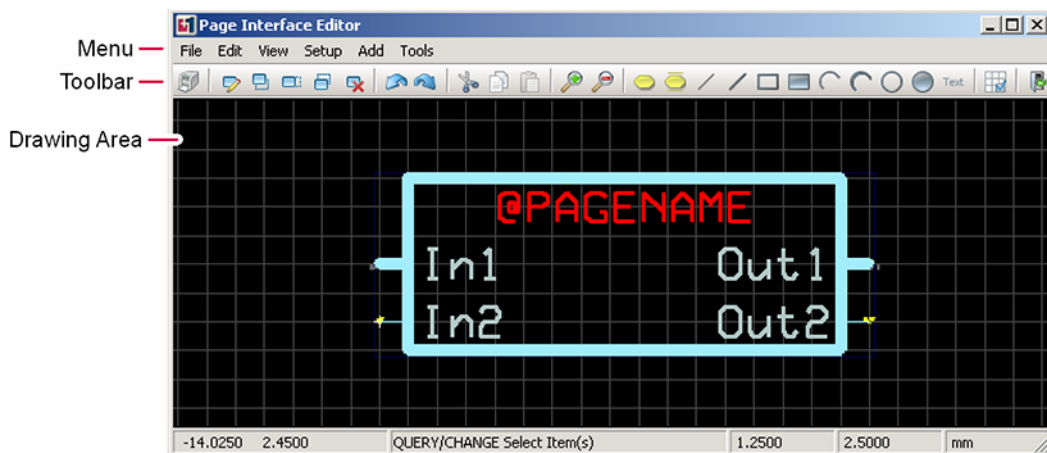 Page Interface Editor
Menu
File Edit View Setup Add Tools
Toolbar
Text
Drawing Area
@PAGENAME
In1 Out1
In2 Out2
-14.0250 2.4500 QUERY/CHANGE Select Item(s) 1.2500 2.5000 mm